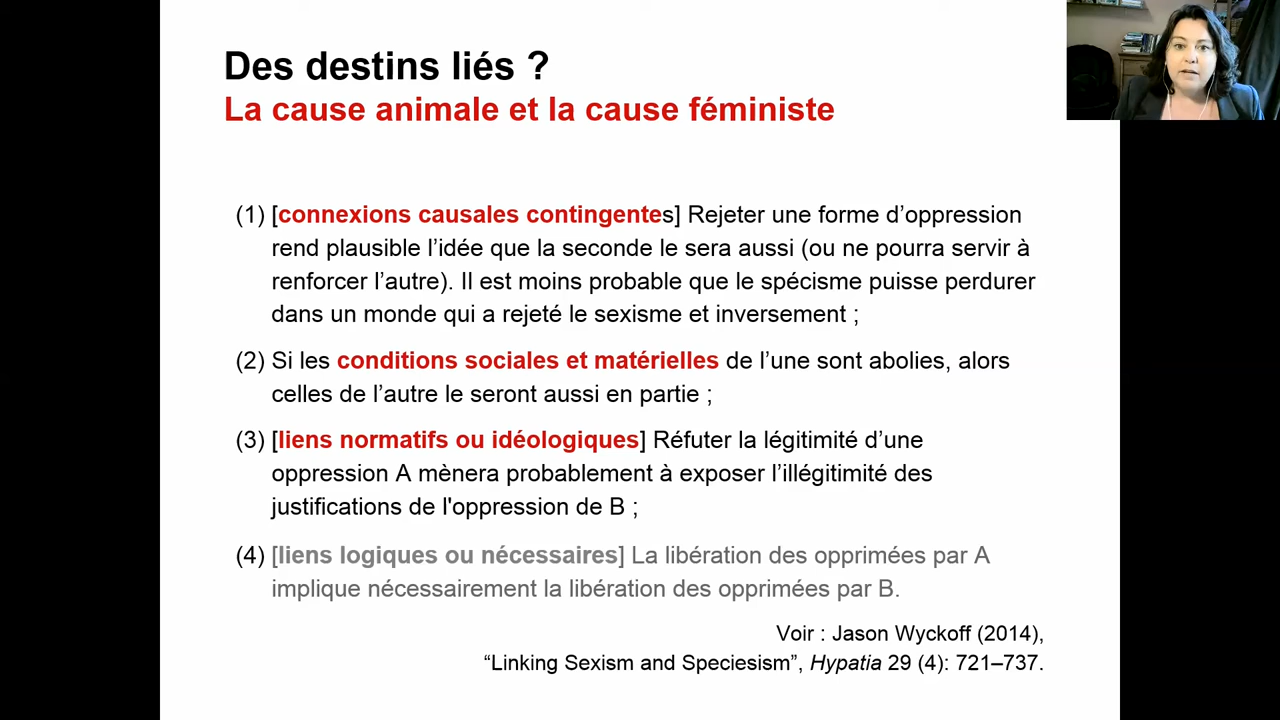 Des destins liés ?
La cause animale et la cause féministe
(1) [connexions causales contingentes] Rejeter une forme d’oppression
rend plausible l’idée que la seconde le sera aussi (ou ne pourra servir à
renforcer l’autre). Il est moins probable que le spécisme puisse perdurer
dans un monde qui a rejeté le sexisme et inversement ;
(2) Si les conditions sociales et matérielles de l’une sont abolies, alors
celles de l’autre le seront aussi en partie ;
(3) [liens normatifs ou idéologiques] Réfuter la légitimité d’une
oppression A mènera probablement à exposer l’illégitimité des
justifications de l'oppression de B ;
(4) [liens logiques ou nécessaires] La libération des opprimées par A
implique nécessairement la libération des opprimées par B.
Voir : Jason Wyckoff (2014),
“Linking Sexism and Speciesism”, Hypatia 29 (4): 721–737.